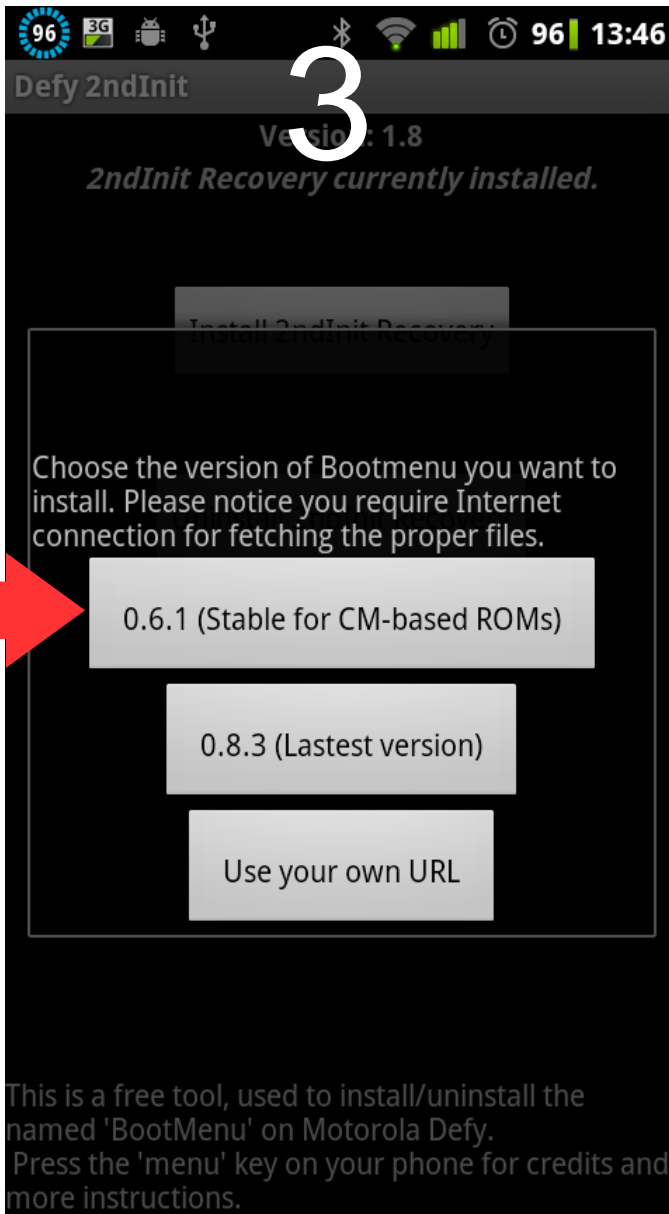 96 3G 96 13:46
Defy 2ndInit
3
Version: 1.8
2ndInit Recovery currently installed.
Install 2ndInit Recovery
Choose the version of Bootmenu you want to
install. Please notice you require Internet
Uninstall 2ndInit Recovery
connection for fetching the proper files.
0.6.1 (Stable for CM-based ROMs)
0.8.3 (Lastest version)
Use your own URL
This is a free tool, used to install/uninstall the
named 'BootMenu' on Motorola Defy.
Press the 'menu' key on your phone for credits and
more instructions.